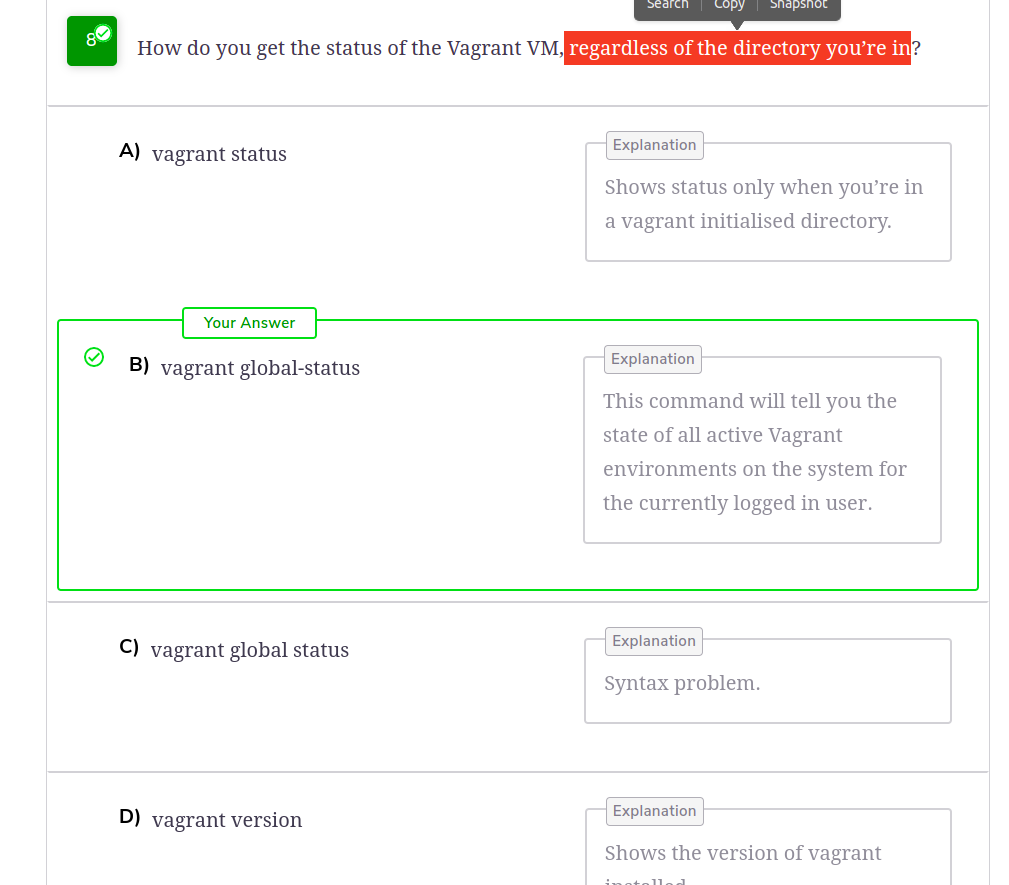 Search Copy Snapshot
8
How do you get the status of the Vagrant VM, regardless of the directory you’re in?
A) vagrant status
Explanation
Shows status only when you’re in
a vagrant initialised directory.
Your Answer
B) vagrant global-status
Explanation
This command will tell you the
state of all active Vagrant
environments on the system for
the currently logged in user.
C) vagrant global status
Explanation
Syntax problem.
D) vagrant version
Explanation
Shows the version of vagrant
installed